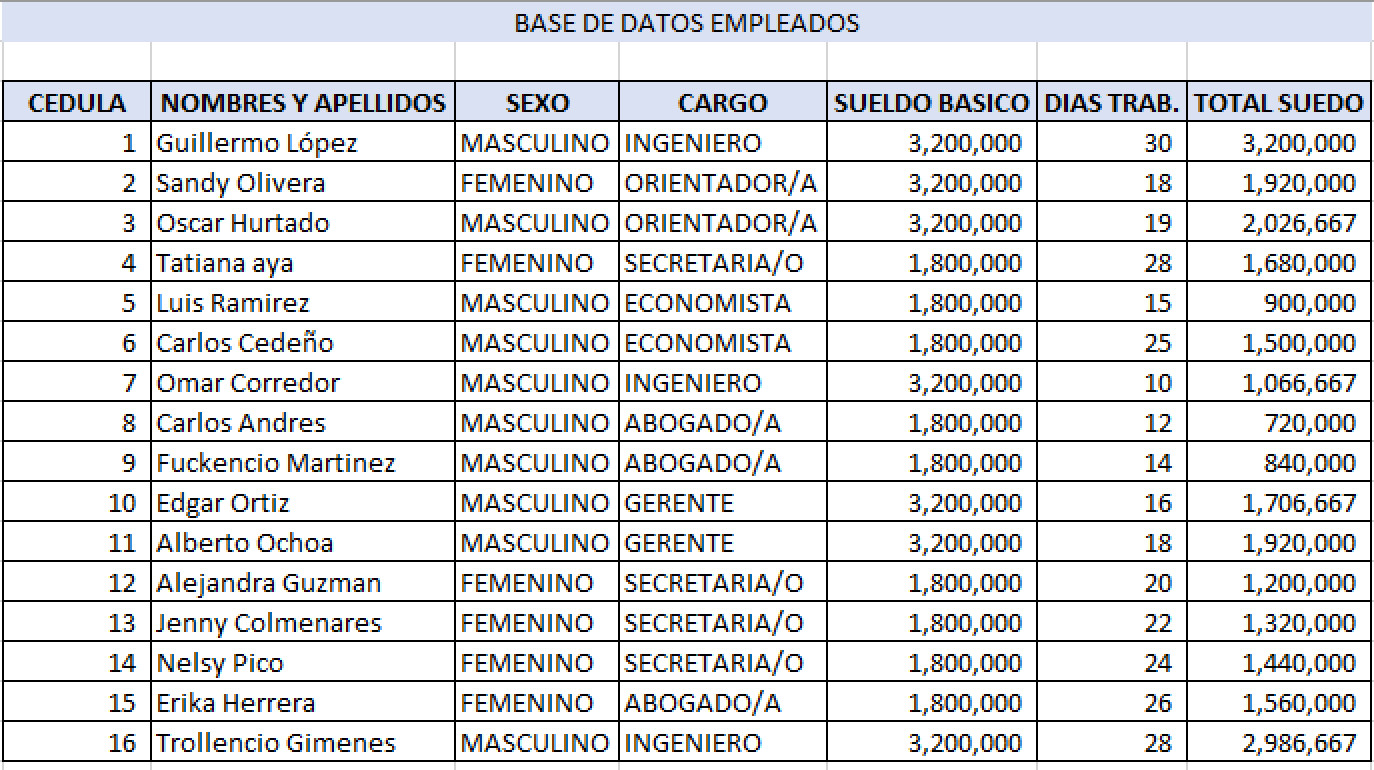 BASE DE DATOS EMPLEADOS
CEDULA NOMBRES Y APELLIDOS SEXO CARGO SUELDO BASICO DIAS TRAB. TOTAL SUEDO
1 Guillermo López MASCULINO INGENIERO 3,200,000 30 3,200,000
2 Sandy Olivera FEMENINO ORIENTADOR/A 3,200,000 18 1,920,000
3 Oscar Hurtado MASCULINO ORIENTADOR/A 3,200,000 19 2,026,667
4 Tatiana aya FEMENINO SECRETARIA/O 1,800,000 28 1,680,000
5 Luis Ramirez MASCULINO ECONOMISTA 1,800,000 15 900,000
6 Carlos Cedeño MASCULINO ECONOMISTA 1,800,000 25 1,500,000
7 Omar Corredor MASCULINO INGENIERO 3,200,000 10 1,066,667
8 Carlos Andres MASCULINO ABOGADO/A 1,800,000 12 720,000
9 Fuckencio Martinez MASCULINO ABOGADO/A 1,800,000 14 840,000
10 Edgar Ortiz MASCULINO GERENTE 3,200,000 16 1,706,667
11 Alberto Ochoa MASCULINO GERENTE 3,200,000 18 1,920,000
12 Alejandra Guzman FEMENINO SECRETARIA/O 1,800,000 20 1,200,000
13 Jenny Colmenares FEMENINO SECRETARIA/O 1,800,000 22 1,320,000
14 Nelsy Pico FEMENINO SECRETARIA/O 1,800,000 24 1,440,000
15 Erika Herrera FEMENINO ABOGADO/A 1,800,000 26 1,560,000
16 Trollencio Gimenes MASCULINO INGENIERO 3,200,000 28 2,986,667